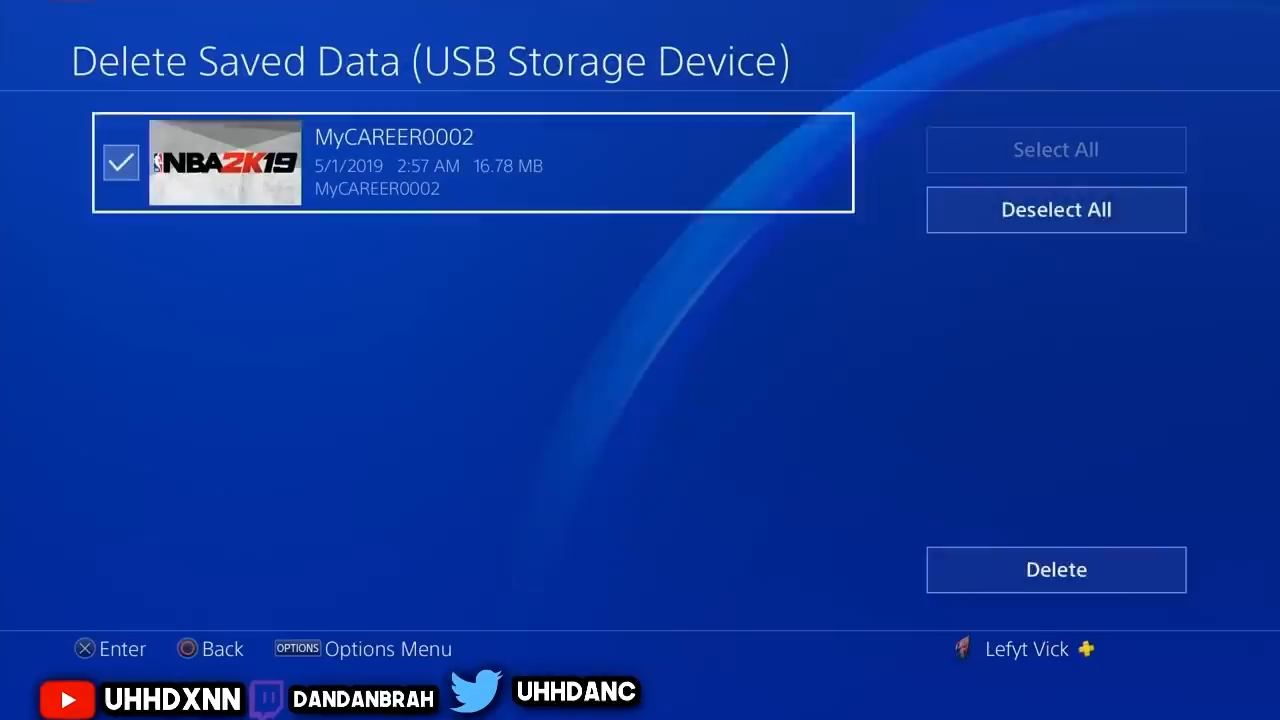 Delete Saved Data (USB Storage Device)
NBA2K19
MyCAREER0002
5/1/2019 2:57 AM 16.78 MB
MyCAREER0002
Select All
Deselect All
Delete
Enter Back OPTIONS Options Menu
Lefyt Vick
UHHDXNN DANDANBRAH UHHDANC